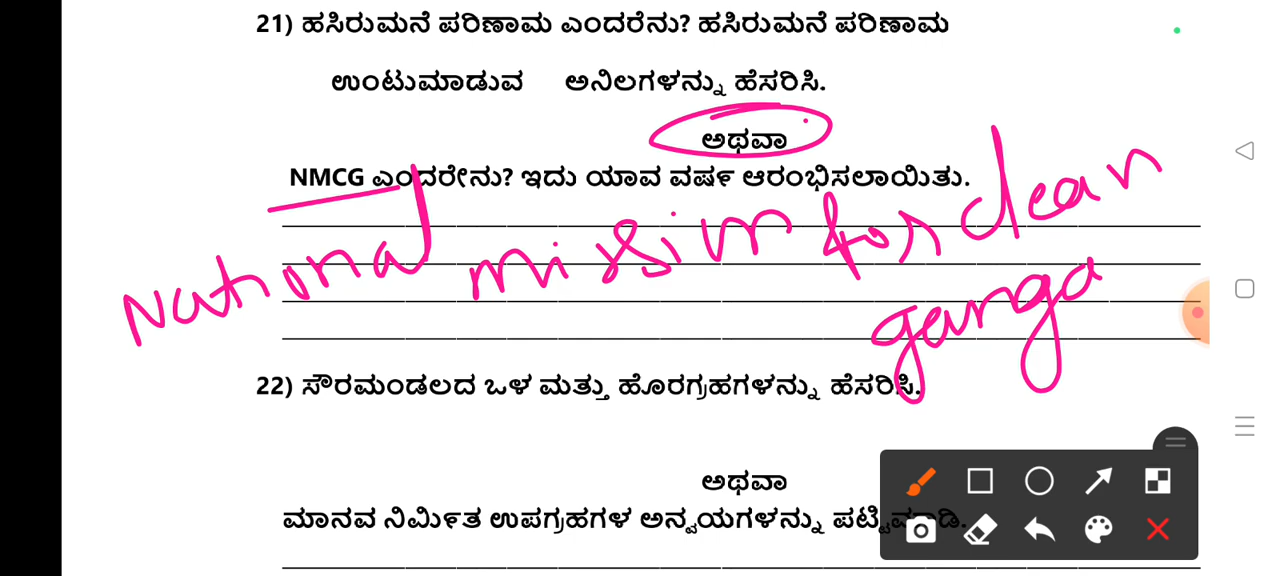 21) ಹಸಿರುಮನೆ ಪರಿಣಾಮ ಎಂದರೆನು? ಹಸಿರುಮನೆ ಪರಿಣಾಮ
ಉಂಟುಮಾಡುವ ಅನಿಲಗಳನ್ನು ಹೆಸರಿಸಿ.
ಅಥವಾ
NMCG ಎಂದರೇನು? ಇದು ಯಾವ ವರ್ಷ ಆರಂಭಿಸಲಾಯಿತು.
National mission for clean
ganga
22) ಸೌರಮಂಡಲದ ಒಳ ಮತ್ತು ಹೊರಗ್ರಹಗಳನ್ನು ಹೆಸರಿಸಿ.
ಅಥವಾ
ಮಾನವ ನಿರ್ಮಿತ ಉಪಗ್ರಹಗಳ ಅನ್ವಯಗಳನ್ನು ಪಟ್ಟಿಮಾಡಿ.